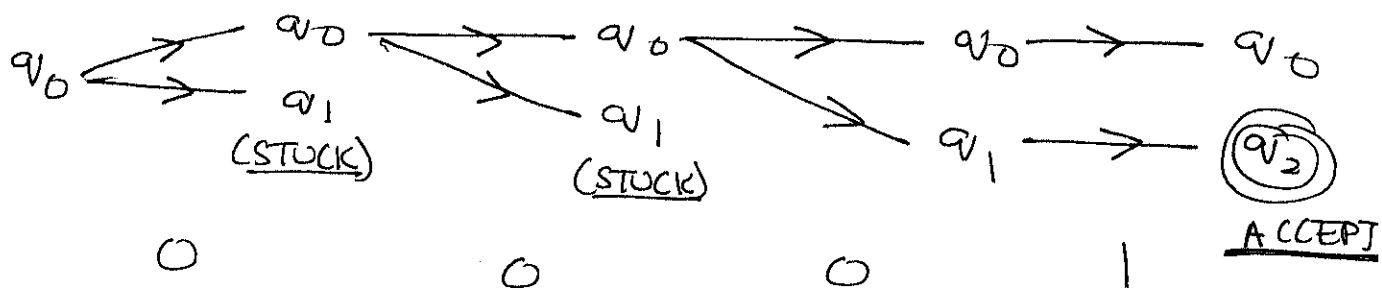 q0 q0 q0 q0 q0
q1 q1 q1 q2
(STUCK) (STUCK)
ACCEPT
0 0 0 1